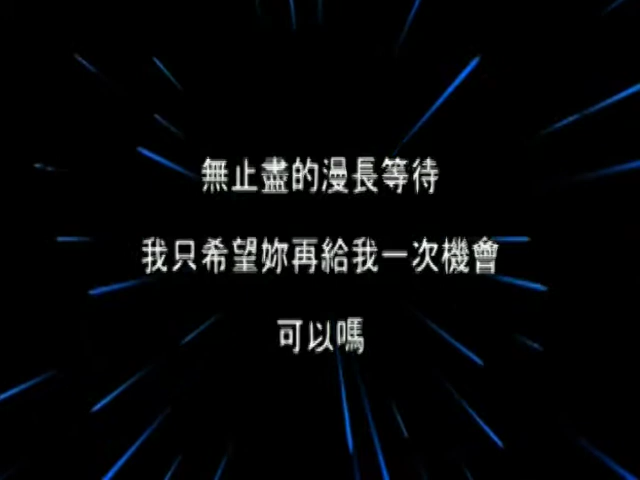 無止盡的漫長等待
我只希望妳再給我一次機會
可以嗎